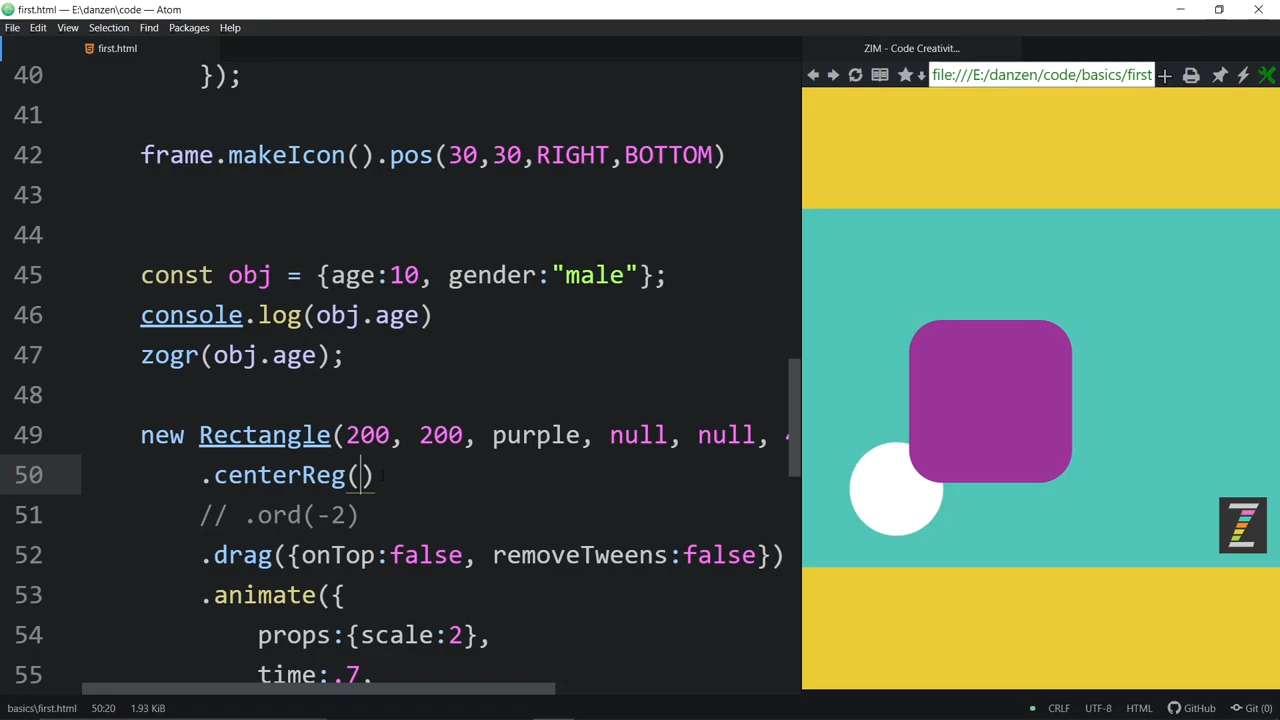 first.html — E:\danzen\code — Atom
File Edit View Selection Find Packages Help
first.html
ZIM - Code Creativit...
file:///E:/danzen/code/basics/first
40 });
41
42 frame.makeIcon().pos(30,30,RIGHT,BOTTOM)
43
44
45 const obj = {age:10, gender:"male"};
46 console.log(obj.age)
47 zogr(obj.age);
48
49 new Rectangle(200, 200, purple, null, null,
50 .centerReg()
51 // .ord(-2)
52 .drag({onTop:false, removeTweens:false})
53 .animate({
54 props:{scale:2},
55 time:.7,
basics\first.html 50:20 1.93 KiB CRLF UTF-8 HTML GitHub Git (0)